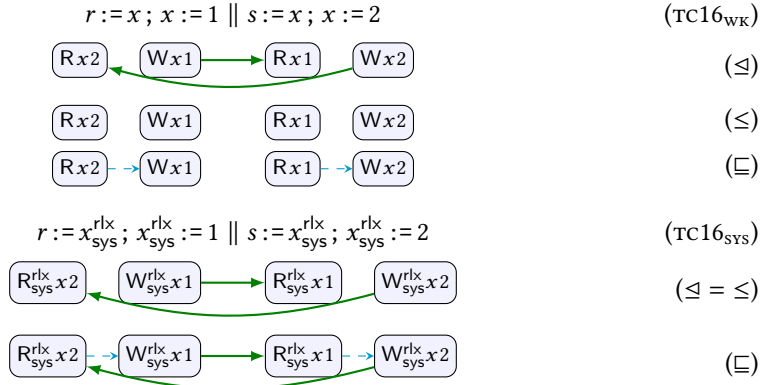 r := x ; x := 1 || s := x ; x := 2 (TC16WK)
Rx2 Wx1 Rx1 Wx2 (⊴)
Rx2 Wx1 Rx1 Wx2 (≤)
Rx2 Wx1 Rx1 Wx2 (⊑)
r := x^rlx_sys ; x^rlx_sys := 1 || s := x^rlx_sys ; x^rlx_sys := 2 (TC16SYS)
R^rlx_sys x2 W^rlx_sys x1 R^rlx_sys x1 W^rlx_sys x2 (⊴ = ≤)
R^rlx_sys x2 W^rlx_sys x1 R^rlx_sys x1 W^rlx_sys x2 (⊑)